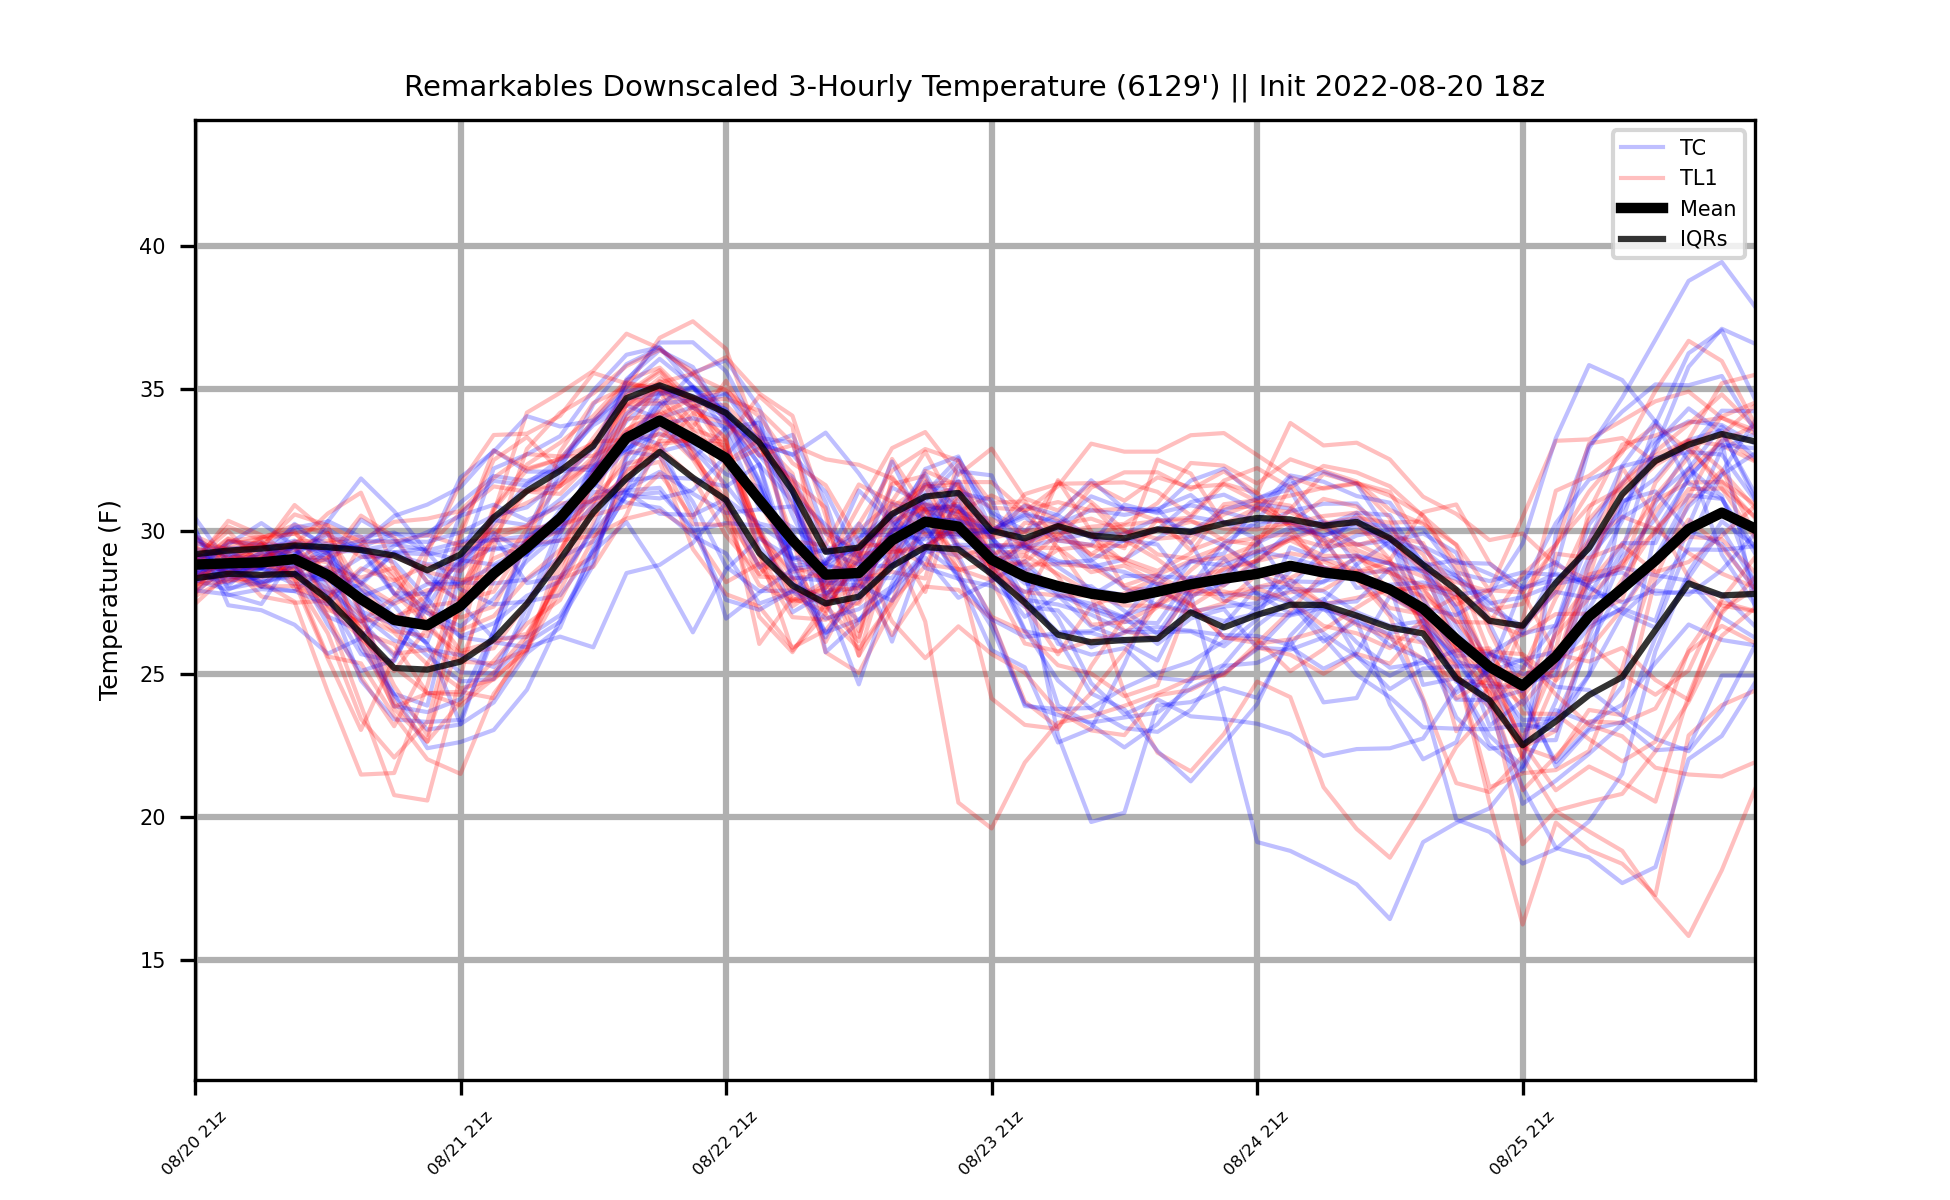 Remarkables Downscaled 3-Hourly Temperature (6129') || Init 2022-08-20 18z
TC
TL1
Mean
IQRs
Temperature (F)
40
35
30
25
20
15
08/20 21z
08/21 21z
08/22 21z
08/23 21z
08/24 21z
08/25 21z